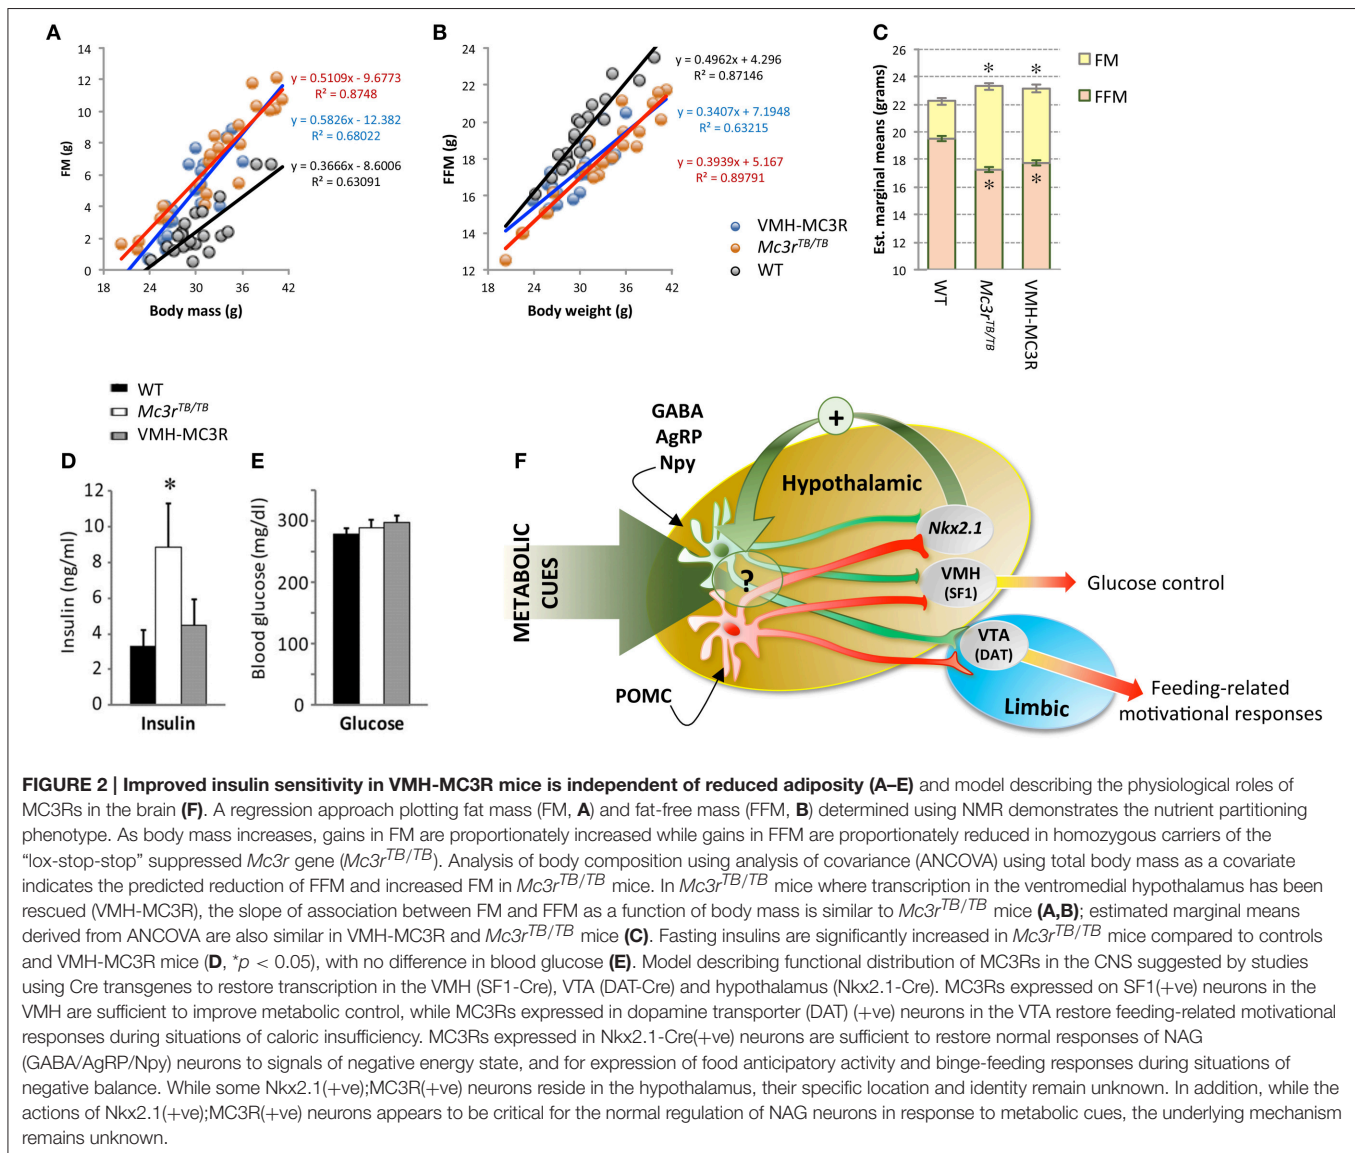 A
14
12
10
8
6
4
2
0
FM (g)
18
24
30
36
42
Body mass (g)
y = 0.5109x - 9.6773
R² = 0.8748
y = 0.5826x - 12.382
R² = 0.68022
y = 0.3666x - 8.6006
R² = 0.63091
B
24
22
20
18
16
14
12
FFM (g)
18
24
30
36
42
Body weight (g)
y = 0.4962x + 4.296
R² = 0.87146
y = 0.3407x + 7.1948
R² = 0.63215
y = 0.3939x + 5.167
R² = 0.89791
VMH-MC3R
Mc3r^TB/TB
WT
C
26
24
22
20
18
16
14
12
10
Est. marginal means (grams)
* *
* *
WT
Mc3r^TB/TB
VMH-MC3R
FM
FFM
WT
Mc3r^TB/TB
VMH-MC3R
D
12
10
8
6
4
2
0
Insulin (ng/ml)
*
Insulin
E
300
200
100
0
Blood glucose (mg/dl)
Glucose
F
GABA
AgRP
Npy
+
Hypothalamic
Nkx2.1
METABOLIC
CUES
?
VMH
(SF1)
Glucose control
VTA
(DAT)
POMC
Limbic
Feeding-related
motivational responses
FIGURE 2 | Improved insulin sensitivity in VMH-MC3R mice is independent of reduced adiposity (A–E) and model describing the physiological roles of
MC3Rs in the brain (F). A regression approach plotting fat mass (FM, A) and fat-free mass (FFM, B) determined using NMR demonstrates the nutrient partitioning
phenotype. As body mass increases, gains in FM are proportionately increased while gains in FFM are proportionately reduced in homozygous carriers of the
“lox-stop-stop” suppressed Mc3r gene (Mc3r^TB/TB). Analysis of body composition using analysis of covariance (ANCOVA) using total body mass as a covariate
indicates the predicted reduction of FFM and increased FM in Mc3r^TB/TB mice. In Mc3r^TB/TB mice where transcription in the ventromedial hypothalamus has been
rescued (VMH-MC3R), the slope of association between FM and FFM as a function of body mass is similar to Mc3r^TB/TB mice (A,B); estimated marginal means
derived from ANCOVA are also similar in VMH-MC3R and Mc3r^TB/TB mice (C). Fasting insulins are significantly increased in Mc3r^TB/TB mice compared to controls
and VMH-MC3R mice (D, *p < 0.05), with no difference in blood glucose (E). Model describing functional distribution of MC3Rs in the CNS suggested by studies
using Cre transgenes to restore transcription in the VMH (SF1-Cre), VTA (DAT-Cre) and hypothalamus (Nkx2.1-Cre). MC3Rs expressed on SF1(+ve) neurons in the
VMH are sufficient to improve metabolic control, while MC3Rs expressed in dopamine transporter (DAT) (+ve) neurons in the VTA restore feeding-related motivational
responses during situations of caloric insufficiency. MC3Rs expressed in Nkx2.1-Cre(+ve) neurons are sufficient to restore normal responses of NAG
(GABA/AgRP/Npy) neurons to signals of negative energy state, and for expression of food anticipatory activity and binge-feeding responses during situations of
negative balance. While some Nkx2.1(+ve);MC3R(+ve) neurons reside in the hypothalamus, their specific location and identity remain unknown. In addition, while the
actions of Nkx2.1(+ve);MC3R(+ve) neurons appears to be critical for the normal regulation of NAG neurons in response to metabolic cues, the underlying mechanism
remains unknown.